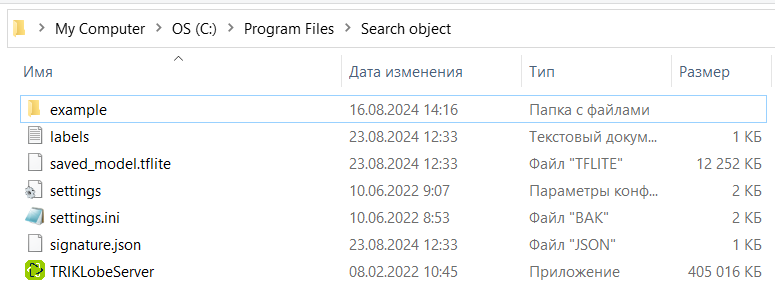 My Computer > OS (C:) > Program Files > Search object
Имя Дата изменения Тип Размер
example 16.08.2024 14:16 Папка с файлами
labels 23.08.2024 12:33 Текстовый докум... 1 КБ
saved_model.tflite 23.08.2024 12:33 Файл "TFLITE" 12 252 КБ
settings 10.06.2022 9:07 Параметры конф... 2 КБ
settings.ini 10.06.2022 8:53 Файл "BAK" 2 КБ
signature.json 23.08.2024 12:33 Файл "JSON" 1 КБ
TRIKLobeServer 08.02.2022 10:45 Приложение 405 016 КБ